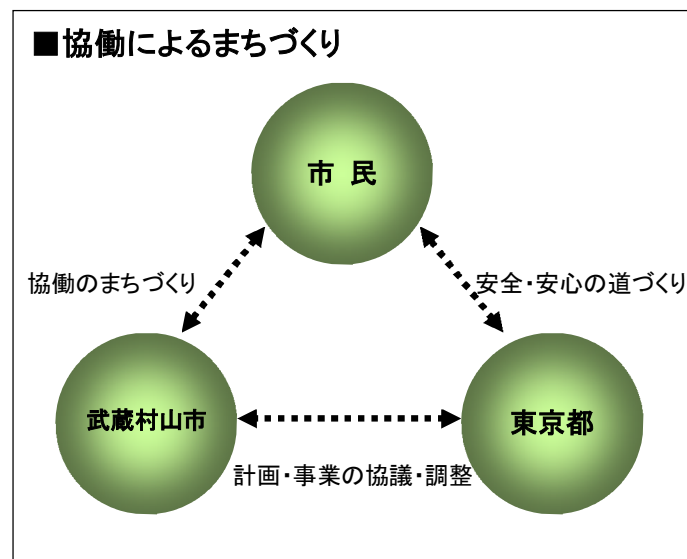 ■協働によるまちづくり
市 民
協働のまちづくり
安全・安心の道づくり
武蔵村山市
東京都
計画・事業の協議・調整